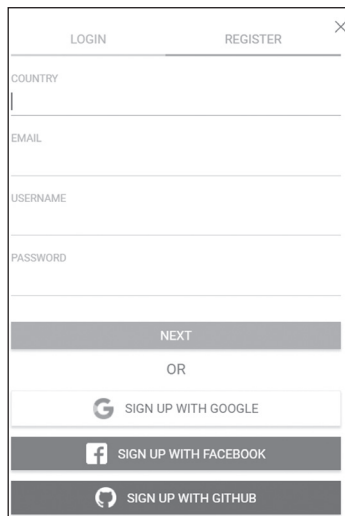 LOGIN REGISTER
COUNTRY
EMAIL
USERNAME
PASSWORD
NEXT
OR
SIGN UP WITH GOOGLE
SIGN UP WITH FACEBOOK
SIGN UP WITH GITHUB